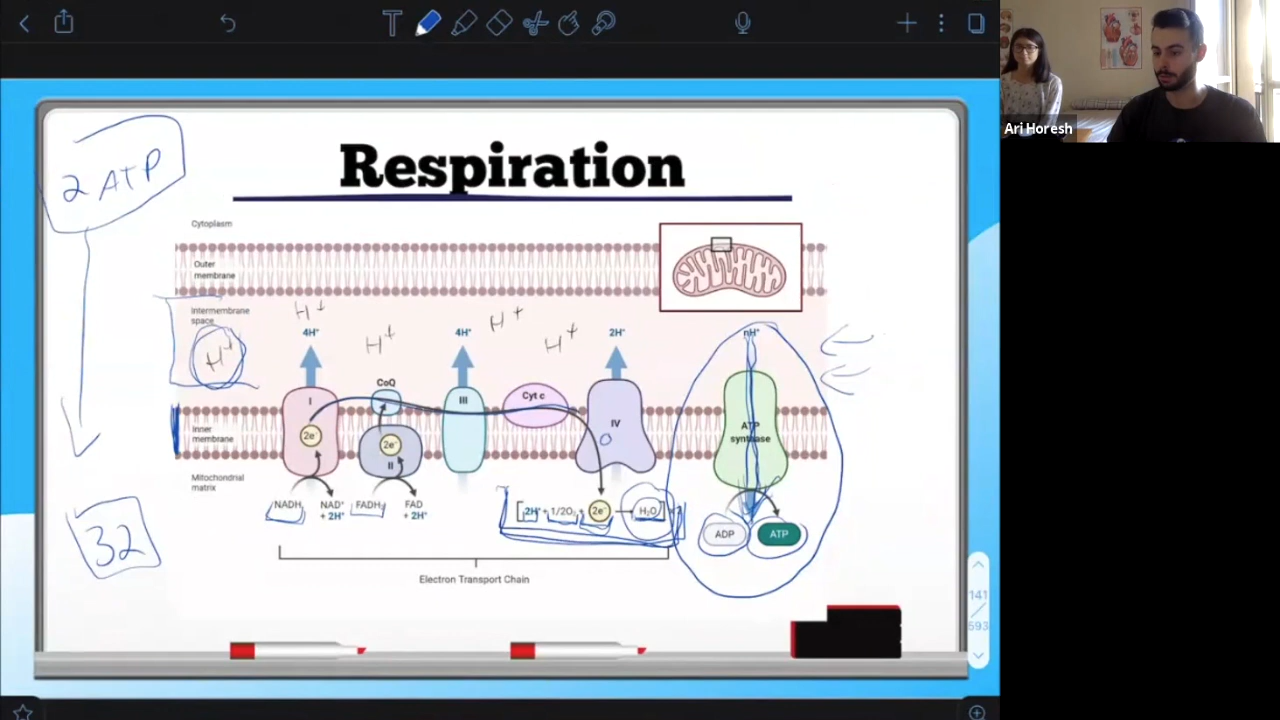 Ari Horesh
2 ATP
Respiration
Cytoplasm
Outer
membrane
Intermembrane
space
H+
H+
H+
H+
H+
4H+
4H+
2H+
nH+
CoQ
I
III
Cyt c
IV
ATP
synthase
Inner
membrane
2e-
2e-
II
Mitochondrial
matrix
NADH
NAD+
+ 2H+
FADH2
FAD
+ 2H+
2H+ + 1/2O2 + 2e- H2O
ADP
ATP
32
Electron Transport Chain
141
593